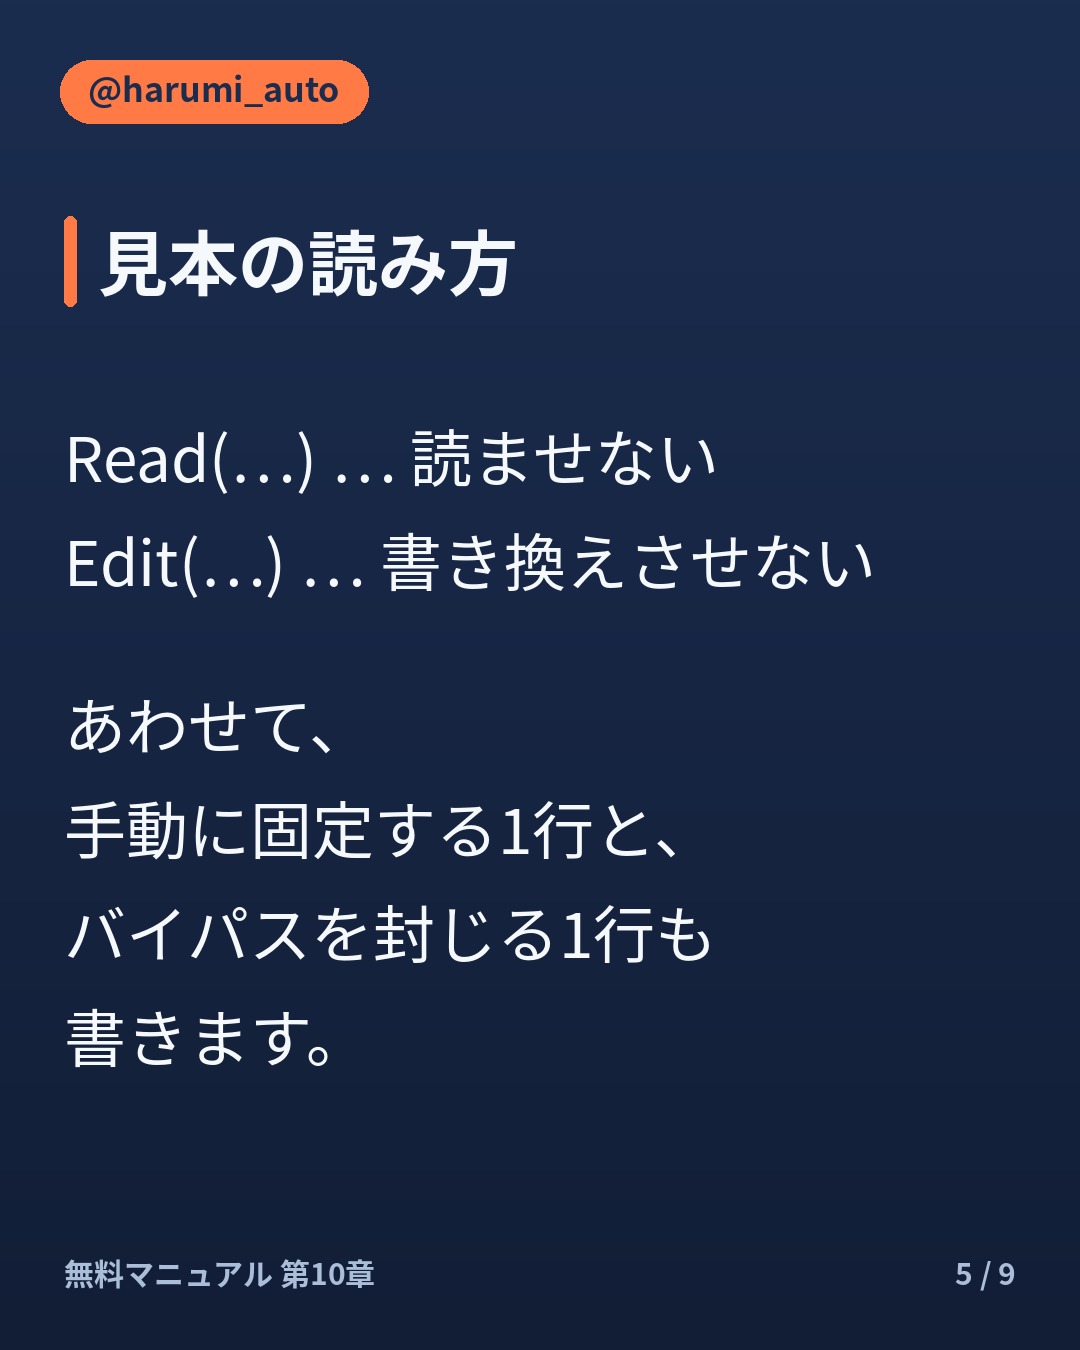 @harumi_auto
見本の読み方
Read(…) … 読ませない
Edit(…) … 書き換えさせない
あわせて、
手動に固定する1行と、
バイパスを封じる1行も
書きます。
無料マニュアル 第10章
5 / 9